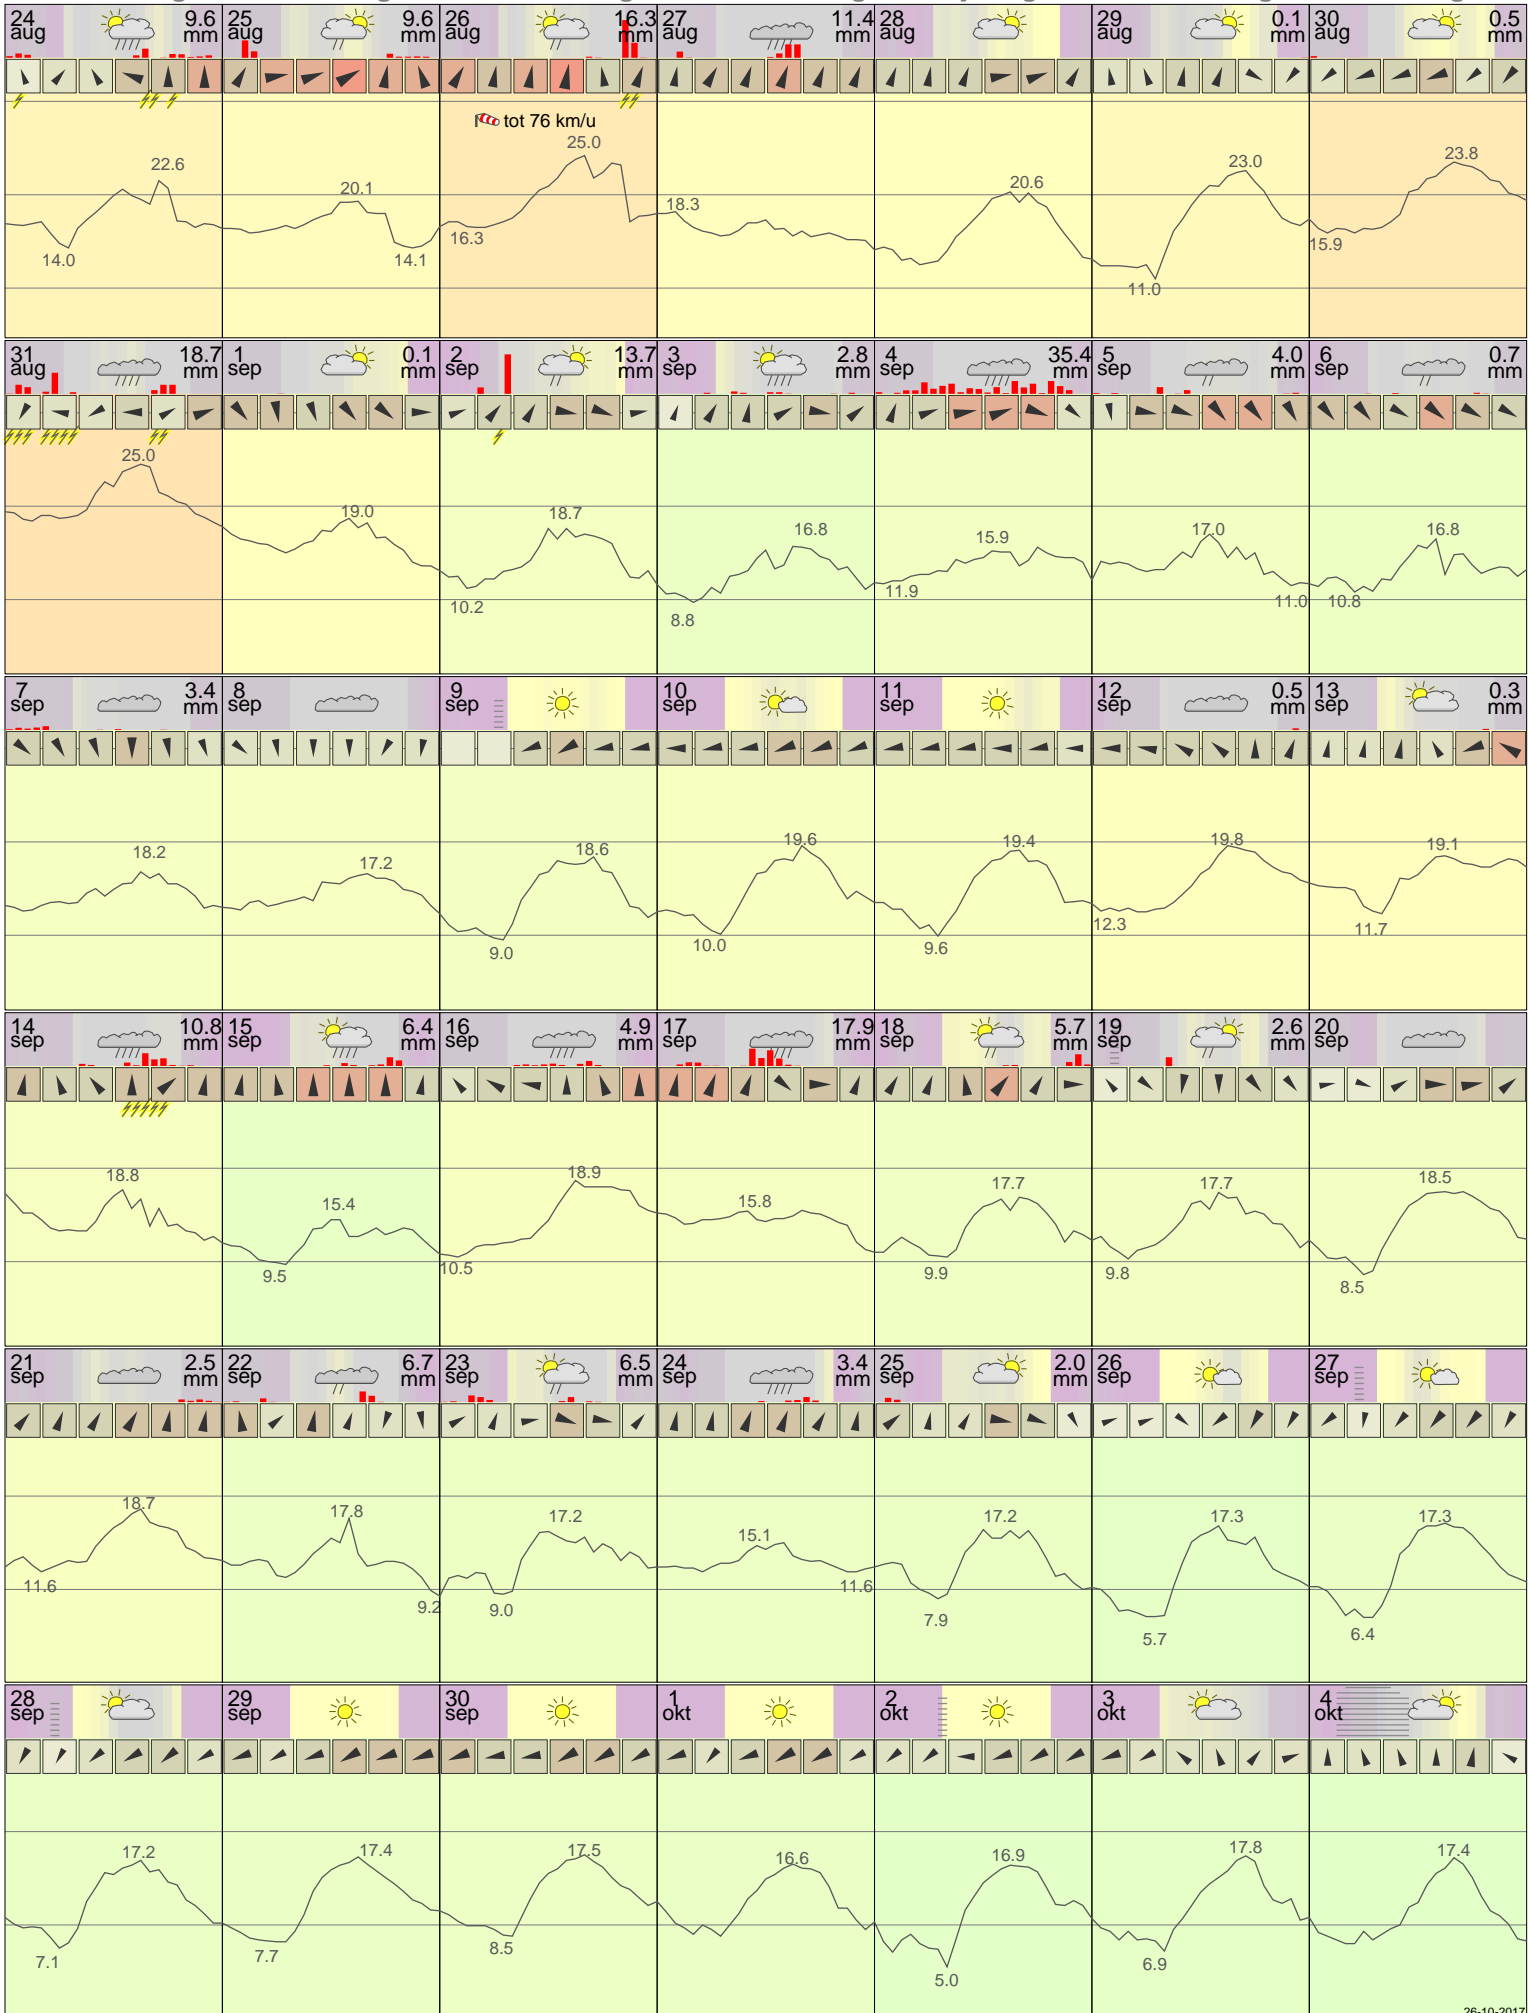 24 aug 9.6 mm 25 aug 9.6 mm 26 aug 16.3 mm 27 aug 11.4 mm 28 aug 29 aug 0.1 mm 30 aug 0.5 mm
tot 76 km/u
22.6 20.1 25.0 18.3 20.6 23.0 23.8
14.0 14.1 16.3 11.0 15.9
31 aug 18.7 mm 1 sep 0.1 mm 2 sep 13.7 mm 3 sep 2.8 mm 4 sep 35.4 mm 5 sep 4.0 mm 6 sep 0.7 mm
25.0 19.0 18.7 16.8 15.9 17.0 16.8
10.2 8.8 11.9 11.0 10.8
7 sep 3.4 mm 8 sep 9 sep 10 sep 11 sep 12 sep 0.5 mm 13 sep 0.3 mm
18.2 17.2 18.6 19.6 19.4 19.8 19.1
9.0 10.0 9.6 12.3 11.7
14 sep 10.8 mm 15 sep 6.4 mm 16 sep 4.9 mm 17 sep 17.9 mm 18 sep 5.7 mm 19 sep 2.6 mm 20 sep
18.8 15.4 18.9 15.8 17.7 17.7 18.5
9.5 10.5 9.9 9.8 8.5
21 sep 2.5 mm 22 sep 6.7 mm 23 sep 6.5 mm 24 sep 3.4 mm 25 sep 2.0 mm 26 sep 27 sep
18.7 17.8 17.2 15.1 17.2 17.3 17.3
11.6 9.2 9.0 11.6 7.9 5.7 6.4
28 sep 29 sep 30 sep 1 okt 2 okt 3 okt 4 okt
17.2 17.4 17.5 16.6 16.9 17.8 17.4
7.1 7.7 8.5 5.0 6.9
26-10-2017